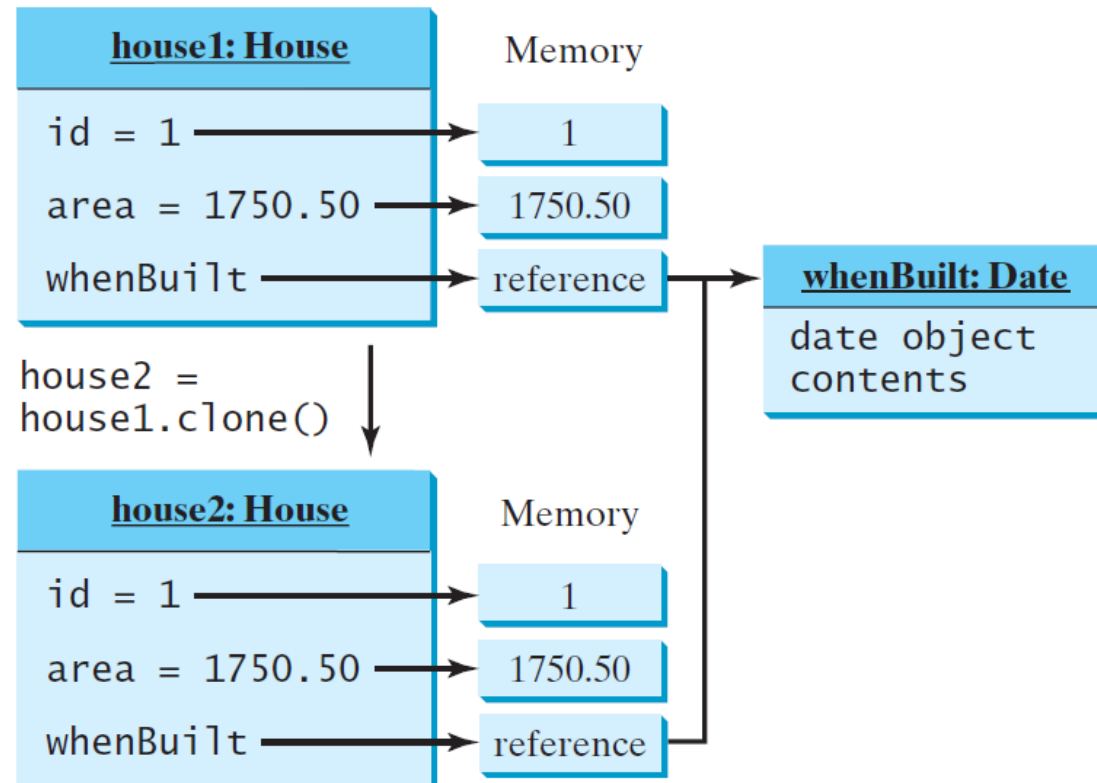 house1: House
Memory
id = 1
1
area = 1750.50
1750.50
whenBuilt
reference
whenBuilt: Date
date object
contents
house2 =
house1.clone()
house2: House
Memory
id = 1
1
area = 1750.50
1750.50
whenBuilt
reference